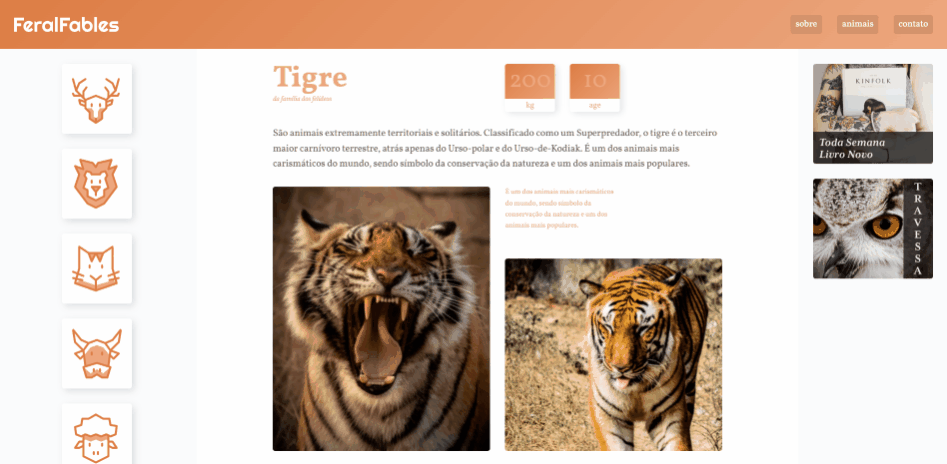 FeralFables
sobre
animais
contato
Tigre
da família dos felídeos
200
kg
10
age
São animais extremamente territoriais e solitários. Classificado como um Superpredador, o tigre é o terceiro
maior carnívoro terrestre, atrás apenas do Urso-polar e do Urso-de-Kodiak. É um dos animais mais
carismáticos do mundo, sendo símbolo da conservação da natureza e um dos animais mais populares.
É um dos animais mais carismáticos
do mundo, sendo símbolo da
conservação da natureza e um dos
animais mais populares.
KINFOLK
Toda Semana
Livro Novo
TRAVESSA